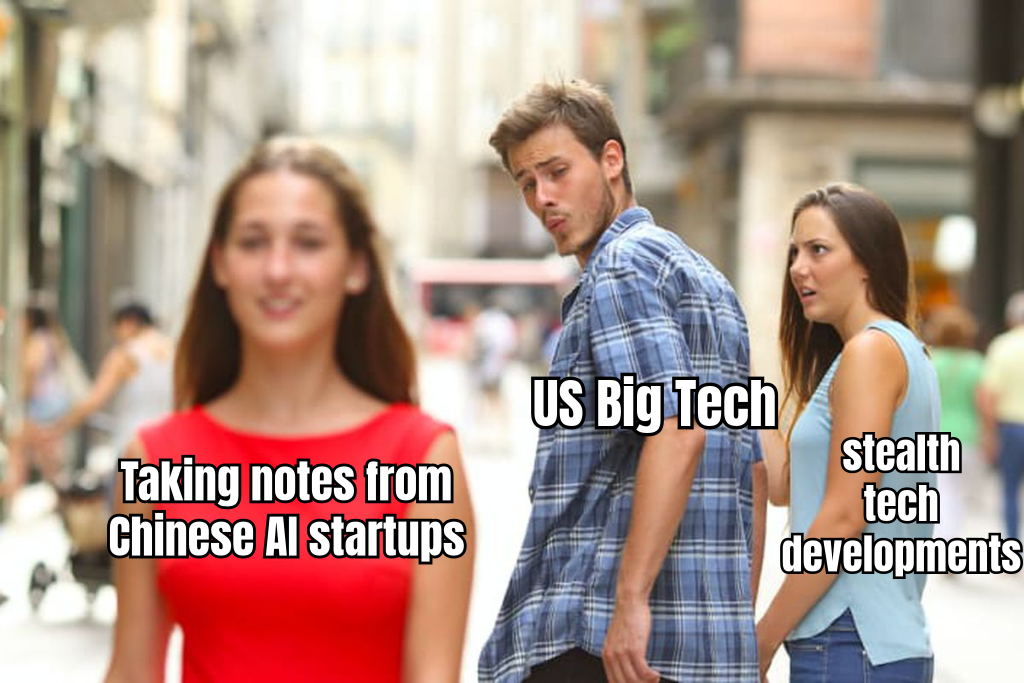 Taking notes from
Chinese AI startups
US Big Tech
stealth
tech
developments